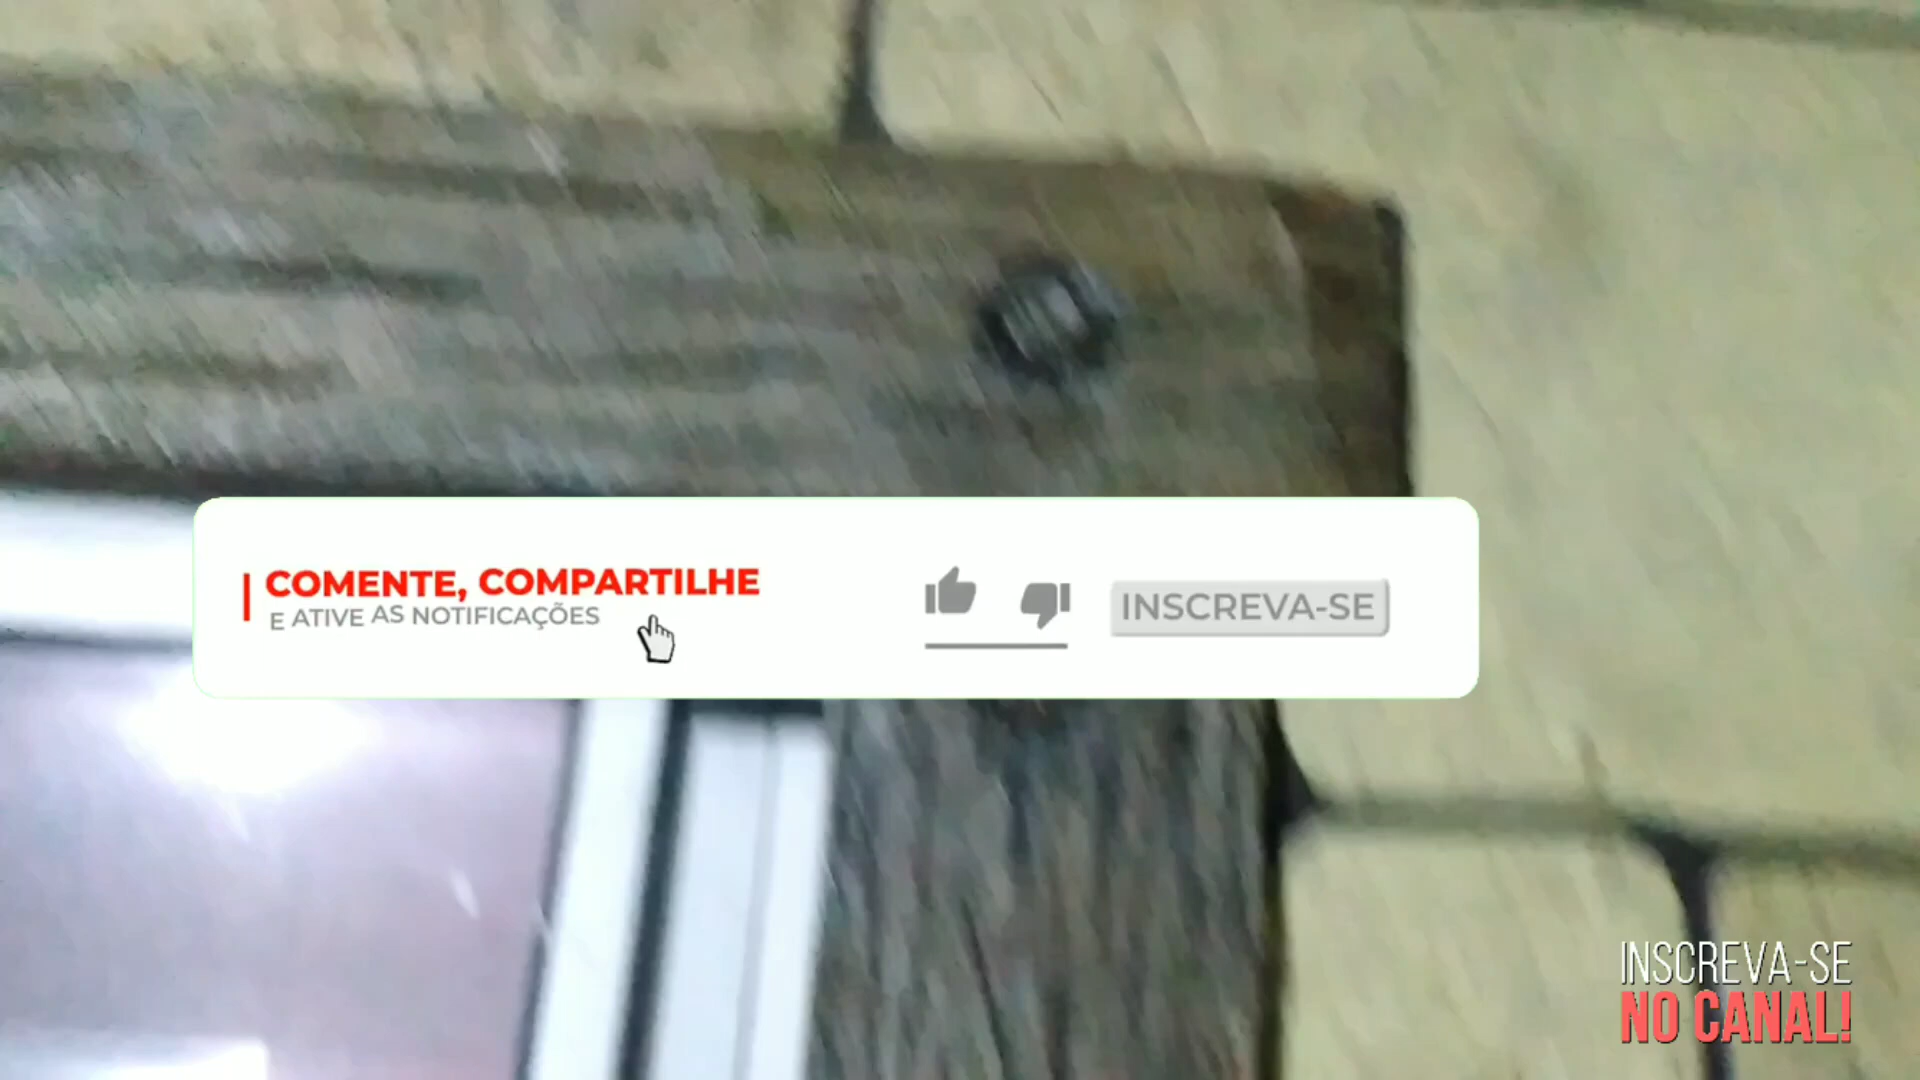 COMENTE, COMPARTILHE
E ATIVE AS NOTIFICAÇÕES
INSCREVA-SE
INSCREVA-SE
NO CANAL!